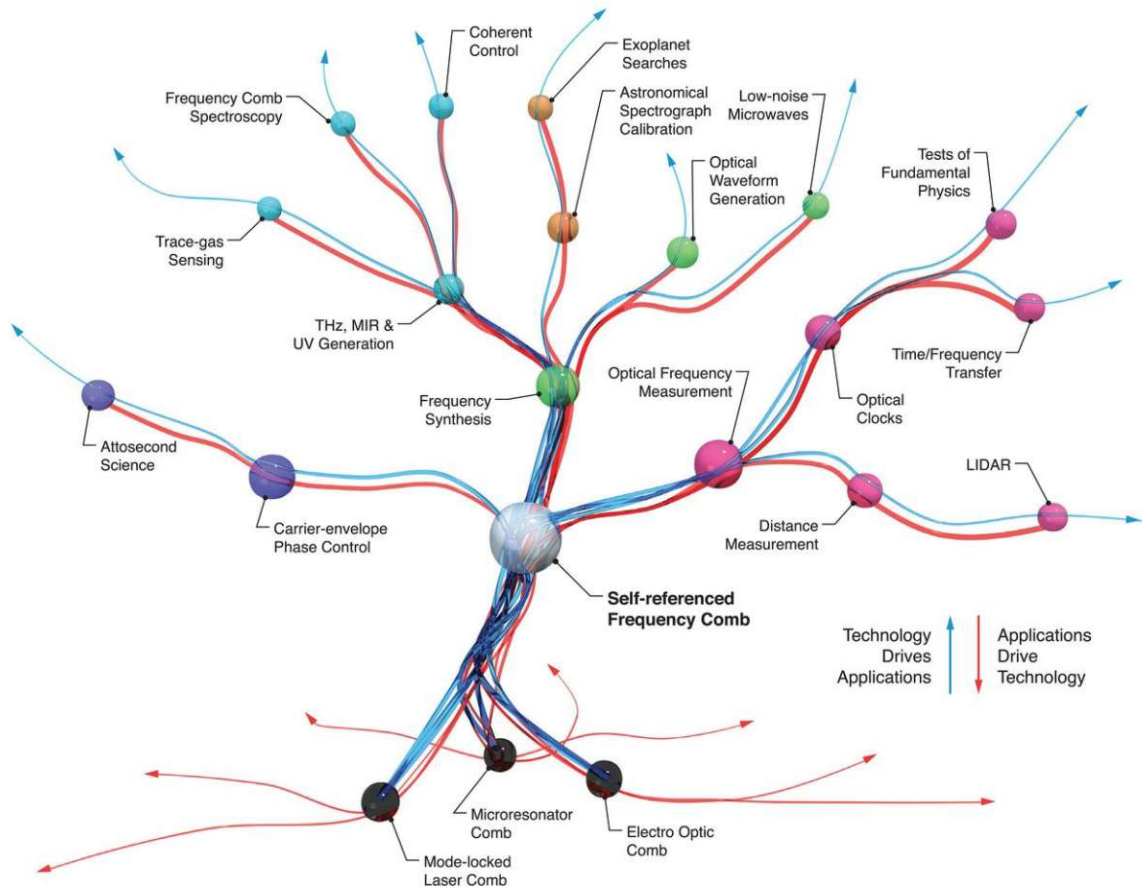 Coherent
Control
Exoplanet
Searches
Frequency Comb
Spectroscopy
Astronomical
Spectrograph
Calibration
Low-noise
Microwaves
Tests of
Fundamental
Physics
Optical
Waveform
Generation
Trace-gas
Sensing
THz, MIR &
UV Generation
Time/Frequency
Transfer
Optical Frequency
Measurement
Frequency
Synthesis
Optical
Clocks
Attosecond
Science
LIDAR
Carrier-envelope
Phase Control
Distance
Measurement
Self-referenced
Frequency Comb
Technology
Drives
Applications
Applications
Drive
Technology
Microresonator
Comb
Electro Optic
Comb
Mode-locked
Laser Comb